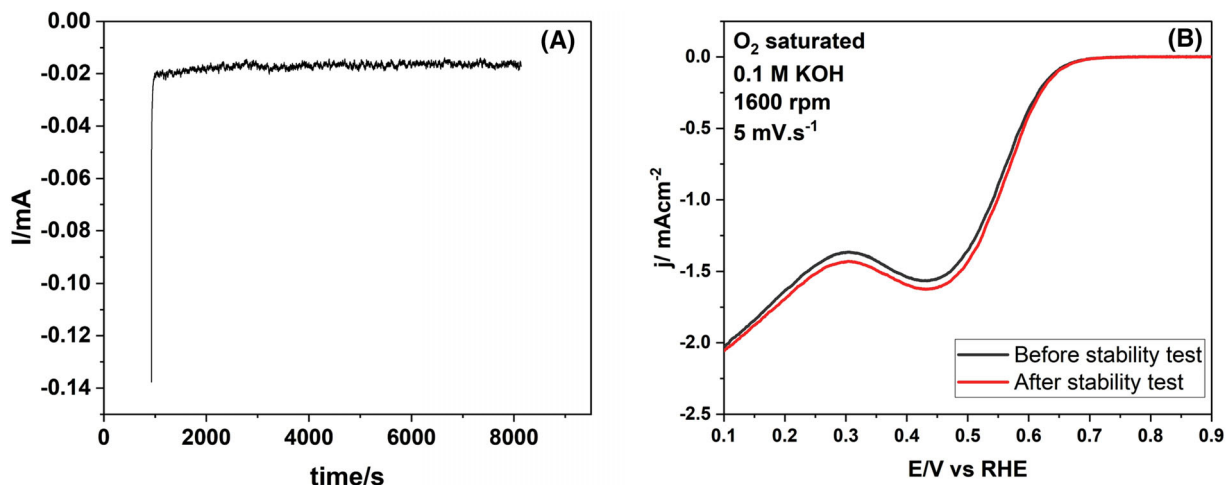 (A)
0.00
-0.02
-0.04
-0.06
-0.08
-0.10
-0.12
-0.14
I/mA
0
2000
4000
6000
8000
time/s
(B)
O₂ saturated
0.1 M KOH
1600 rpm
5 mV.s⁻¹
0.0
-0.5
-1.0
-1.5
-2.0
-2.5
j/ mAcm⁻²
Before stability test
After stability test
0.1
0.2
0.3
0.4
0.5
0.6
0.7
0.8
0.9
E/V vs RHE